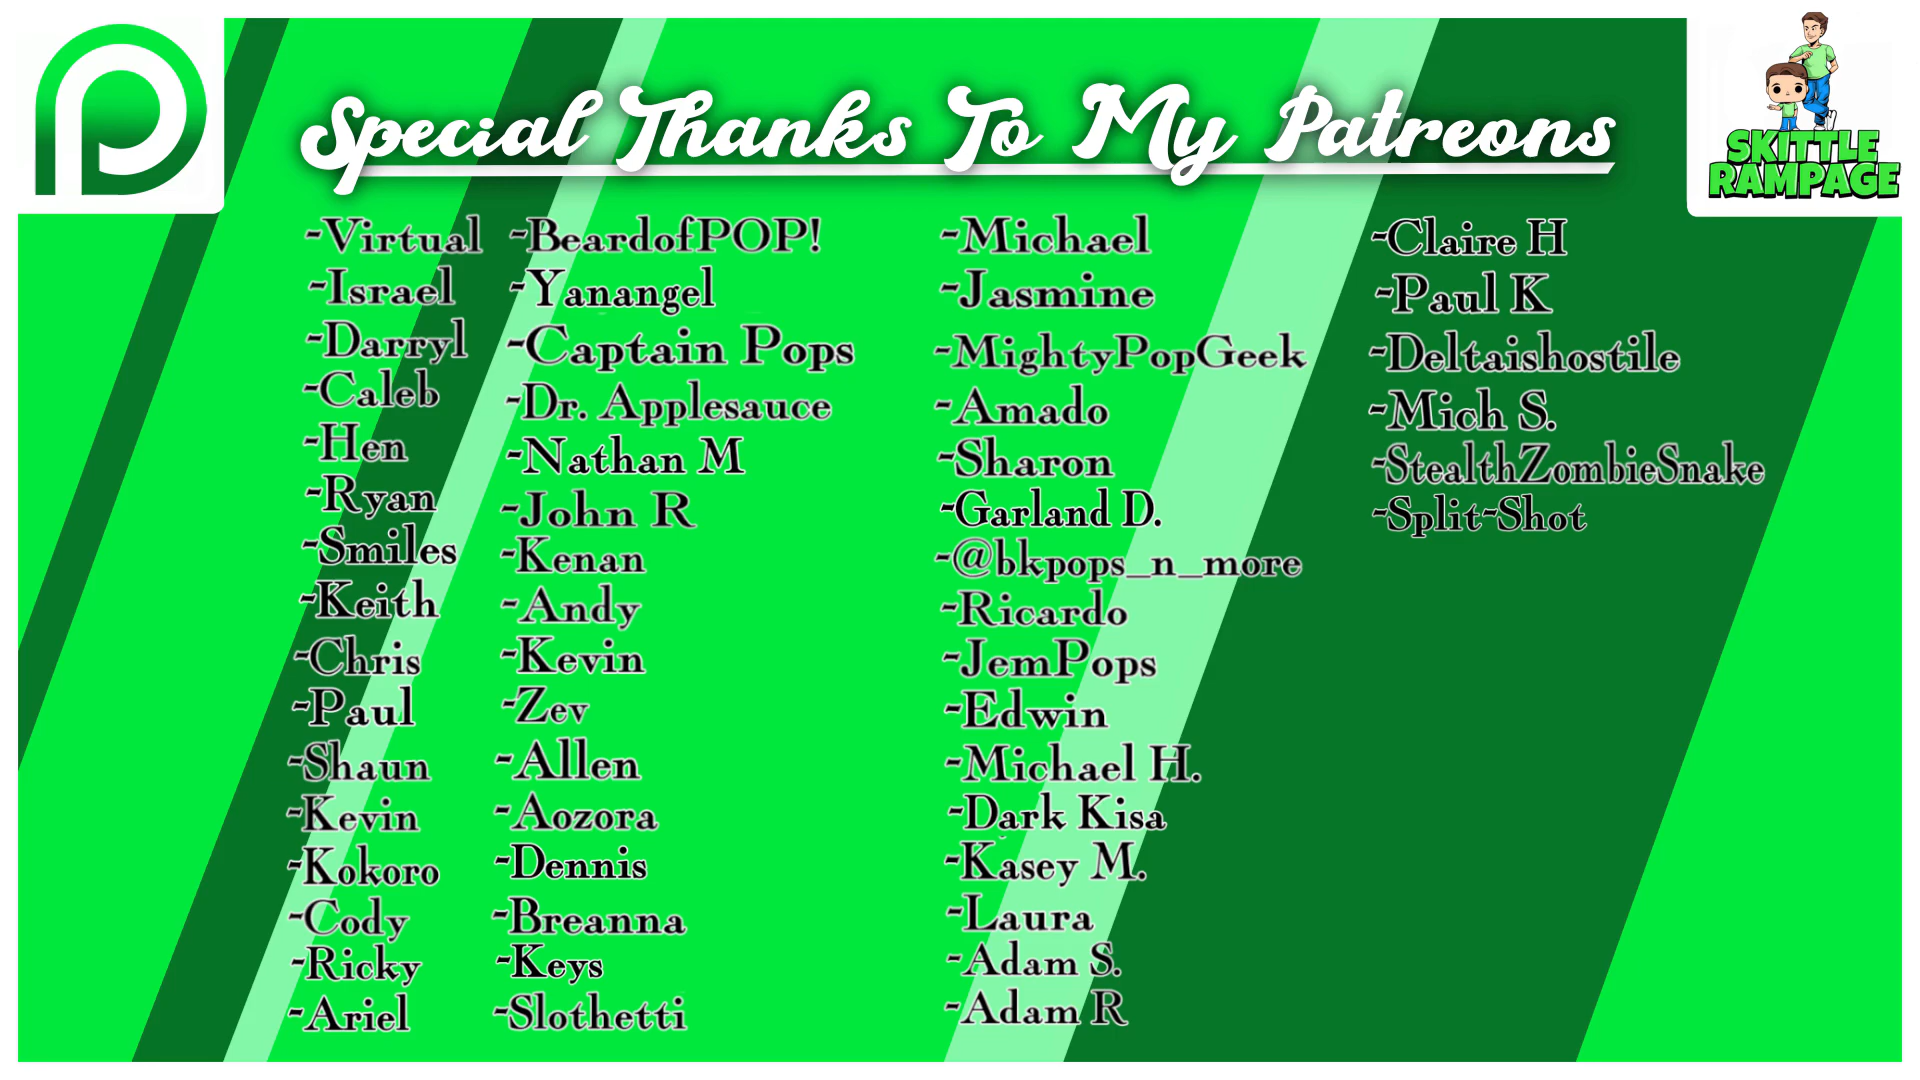 Special Thanks To My Patreons
SKITTLE
RAMPAGE
-Virtual
-Israel
-Darryl
-Caleb
-Hen
-Ryan
-Smiles
-Keith
-Chris
-Paul
-Shaun
-Kevin
-Kokoro
-Cody
-Ricky
-Ariel
-BeardofPOP!
-Yanangel
-Captain Pops
-Dr. Applesauce
-Nathan M
-John R
-Kenan
-Andy
-Kevin
-Zev
-Allen
-Aozora
-Dennis
-Breanna
-Keys
-Slothetti
-Michael
-Jasmine
-MightyPopGeek
-Amado
-Sharon
-Garland D.
-@bkpops_n_more
-Ricardo
-JemPops
-Edwin
-Michael H.
-Dark Kisa
-Kasey M.
-Laura
-Adam S.
-Adam R
-Claire H
-Paul K
-Deltaishostile
-Mich S.
-StealthZombieSnake
-Split-Shot